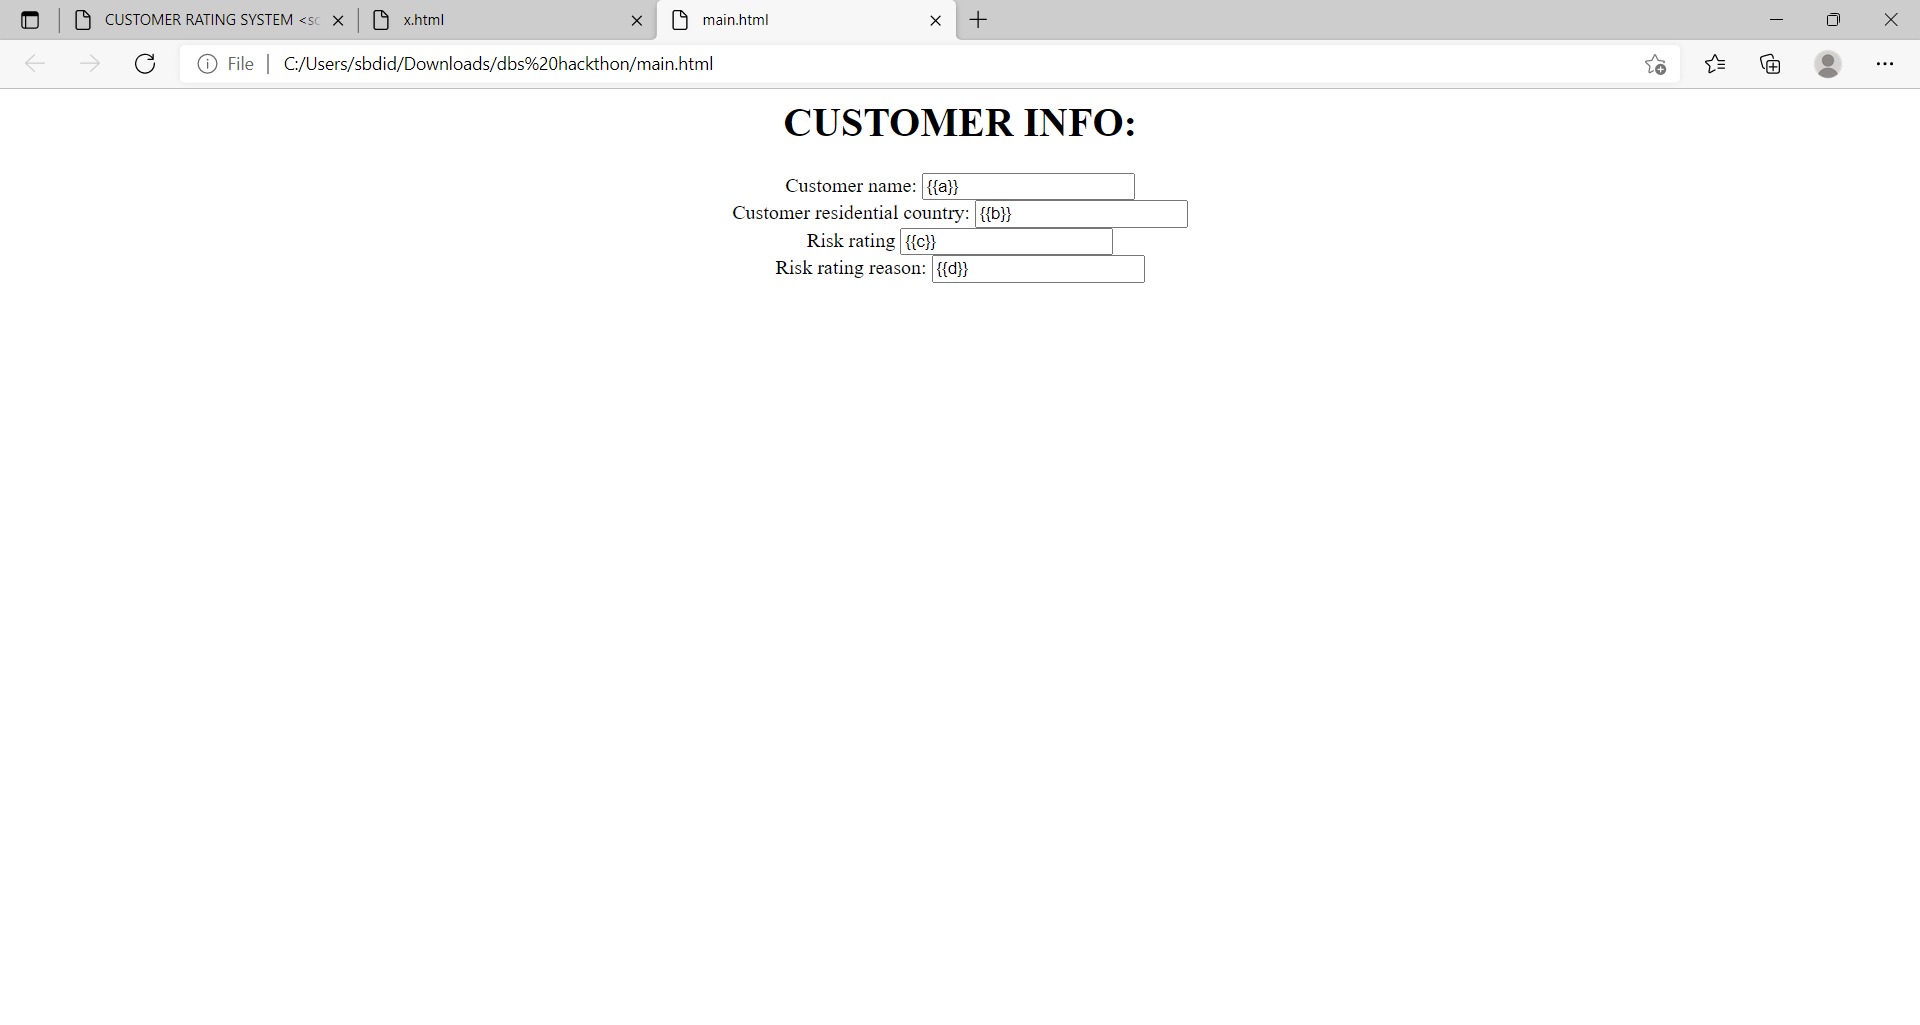 CUSTOMER RATING SYSTEM <sc
x.html
main.html
File
C:/Users/sbdid/Downloads/dbs%20hackthon/main.html
CUSTOMER INFO:
Customer name: {{a}}
Customer residential country: {{b}}
Risk rating {{c}}
Risk rating reason: {{d}}